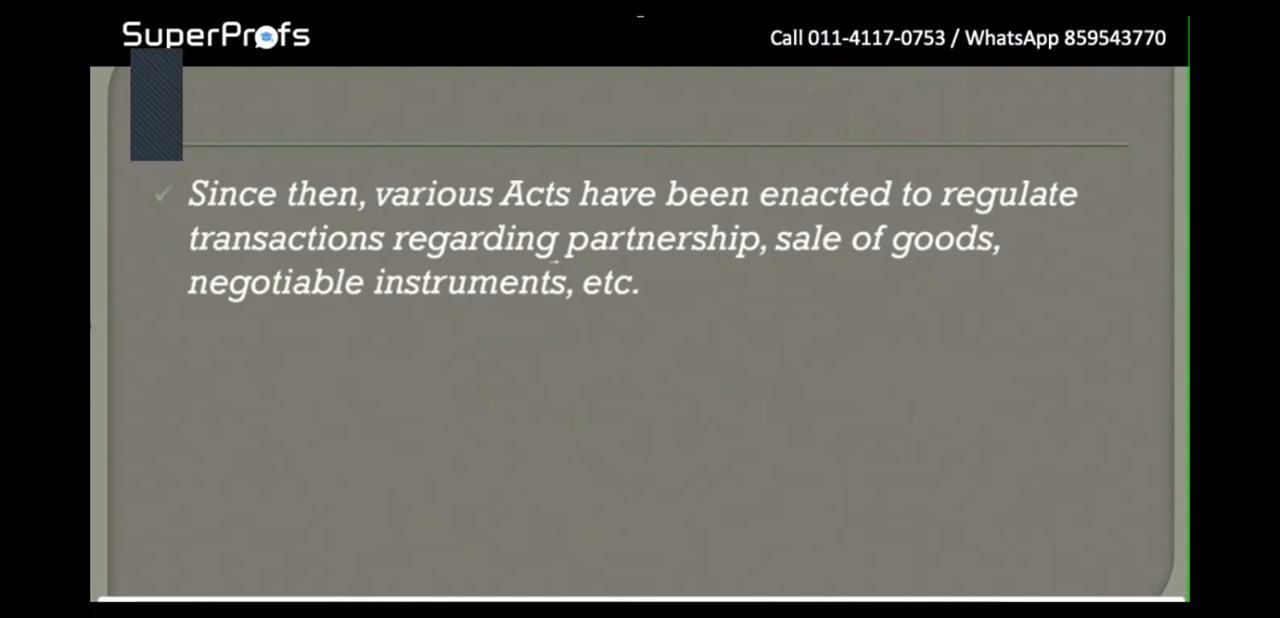 SuperProfs
Call 011-4117-0753 / WhatsApp 859543770
Since then, various Acts have been enacted to regulate
transactions regarding partnership, sale of goods,
negotiable instruments, etc.